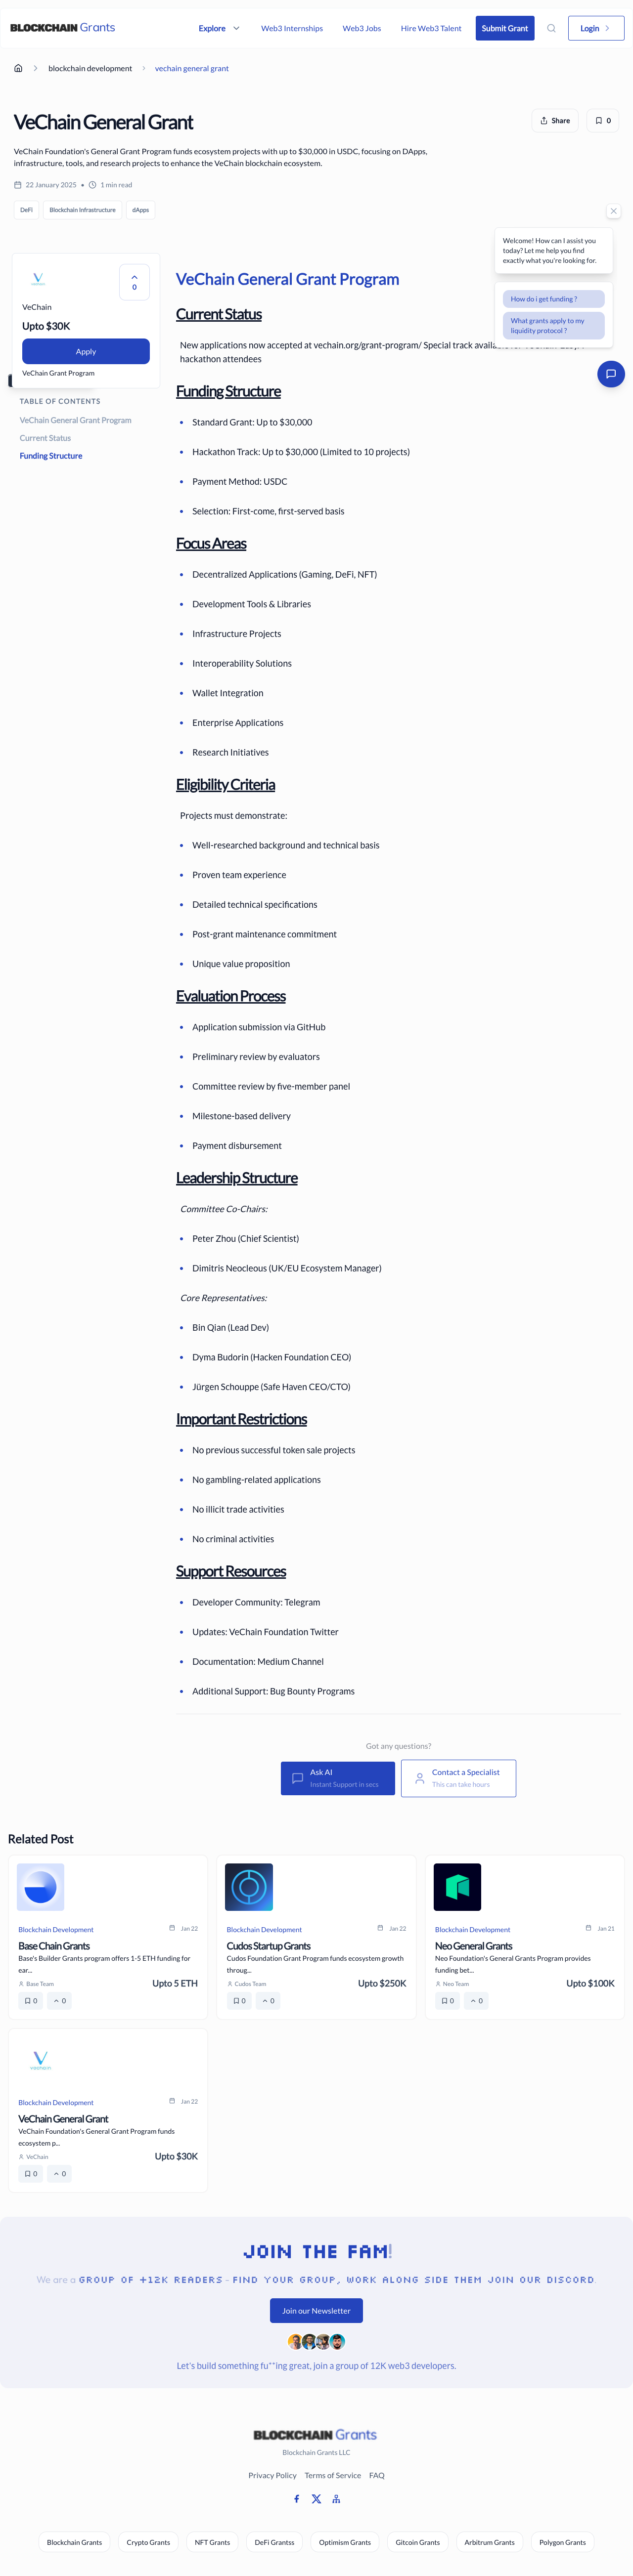 BLOCKCHAIN Grants
Explore
Web3 Internships
Web3 Jobs
Hire Web3 Talent
Submit Grant
Login
blockchain development
vechain general grant
VeChain General Grant
Share
0
VeChain Foundation's General Grant Program funds ecosystem projects with up to $30,000 in USDC, focusing on DApps,
infrastructure, tools, and research projects to enhance the VeChain blockchain ecosystem.
22 January 2025 • 1 min read
DeFi
Blockchain Infrastructure
dApps
Welcome! How can I assist you
today? Let me help you find
exactly what you're looking for.
How do i get funding ?
What grants apply to my
liquidity protocol ?
0
VeChain
Upto $30K
Apply
VeChain Grant Program
TABLE OF CONTENTS
VeChain General Grant Program
Current Status
Funding Structure
VeChain General Grant Program
Current Status
New applications now accepted at vechain.org/grant-program/ Special track available for
hackathon attendees
Funding Structure
Standard Grant: Up to $30,000
Hackathon Track: Up to $30,000 (Limited to 10 projects)
Payment Method: USDC
Selection: First-come, first-served basis
Focus Areas
Decentralized Applications (Gaming, DeFi, NFT)
Development Tools & Libraries
Infrastructure Projects
Interoperability Solutions
Wallet Integration
Enterprise Applications
Research Initiatives
Eligibility Criteria
Projects must demonstrate:
Well-researched background and technical basis
Proven team experience
Detailed technical specifications
Post-grant maintenance commitment
Unique value proposition
Evaluation Process
Application submission via GitHub
Preliminary review by evaluators
Committee review by five-member panel
Milestone-based delivery
Payment disbursement
Leadership Structure
Committee Co-Chairs:
Peter Zhou (Chief Scientist)
Dimitris Neocleous (UK/EU Ecosystem Manager)
Core Representatives:
Bin Qian (Lead Dev)
Dyma Budorin (Hacken Foundation CEO)
Jürgen Schouppe (Safe Haven CEO/CTO)
Important Restrictions
No previous successful token sale projects
No gambling-related applications
No illicit trade activities
No criminal activities
Support Resources
Developer Community: Telegram
Updates: VeChain Foundation Twitter
Documentation: Medium Channel
Additional Support: Bug Bounty Programs
Got any questions?
Ask AI
Instant Support in secs
Contact a Specialist
This can take hours
Related Post
Blockchain Development
Jan 22
Base Chain Grants
Base's Builder Grants program offers 1-5 ETH funding for
ear...
Base Team
Upto 5 ETH
0
0
Blockchain Development
Jan 22
Cudos Startup Grants
Cudos Foundation Grant Program funds ecosystem growth
throug...
Cudos Team
Upto $250K
0
0
Blockchain Development
Jan 21
Neo General Grants
Neo Foundation's General Grants Program provides
funding bet...
Neo Team
Upto $100K
0
0
Blockchain Development
Jan 22
VeChain General Grant
VeChain Foundation's General Grant Program funds
ecosystem p...
VeChain
Upto $30K
0
0
JOIN THE FAM!
We are a GROUP OF +12K READERS - FIND YOUR GROUP, WORK ALONG SIDE THEM JOIN OUR DISCORD.
Join our Newsletter
Let's build something fu**ing great, join a group of 12K web3 developers.
BLOCKCHAIN Grants
Blockchain Grants LLC
Privacy Policy
Terms of Service
FAQ
Blockchain Grants
Crypto Grants
NFT Grants
DeFi Grantss
Optimism Grants
Gitcoin Grants
Arbitrum Grants
Polygon Grants